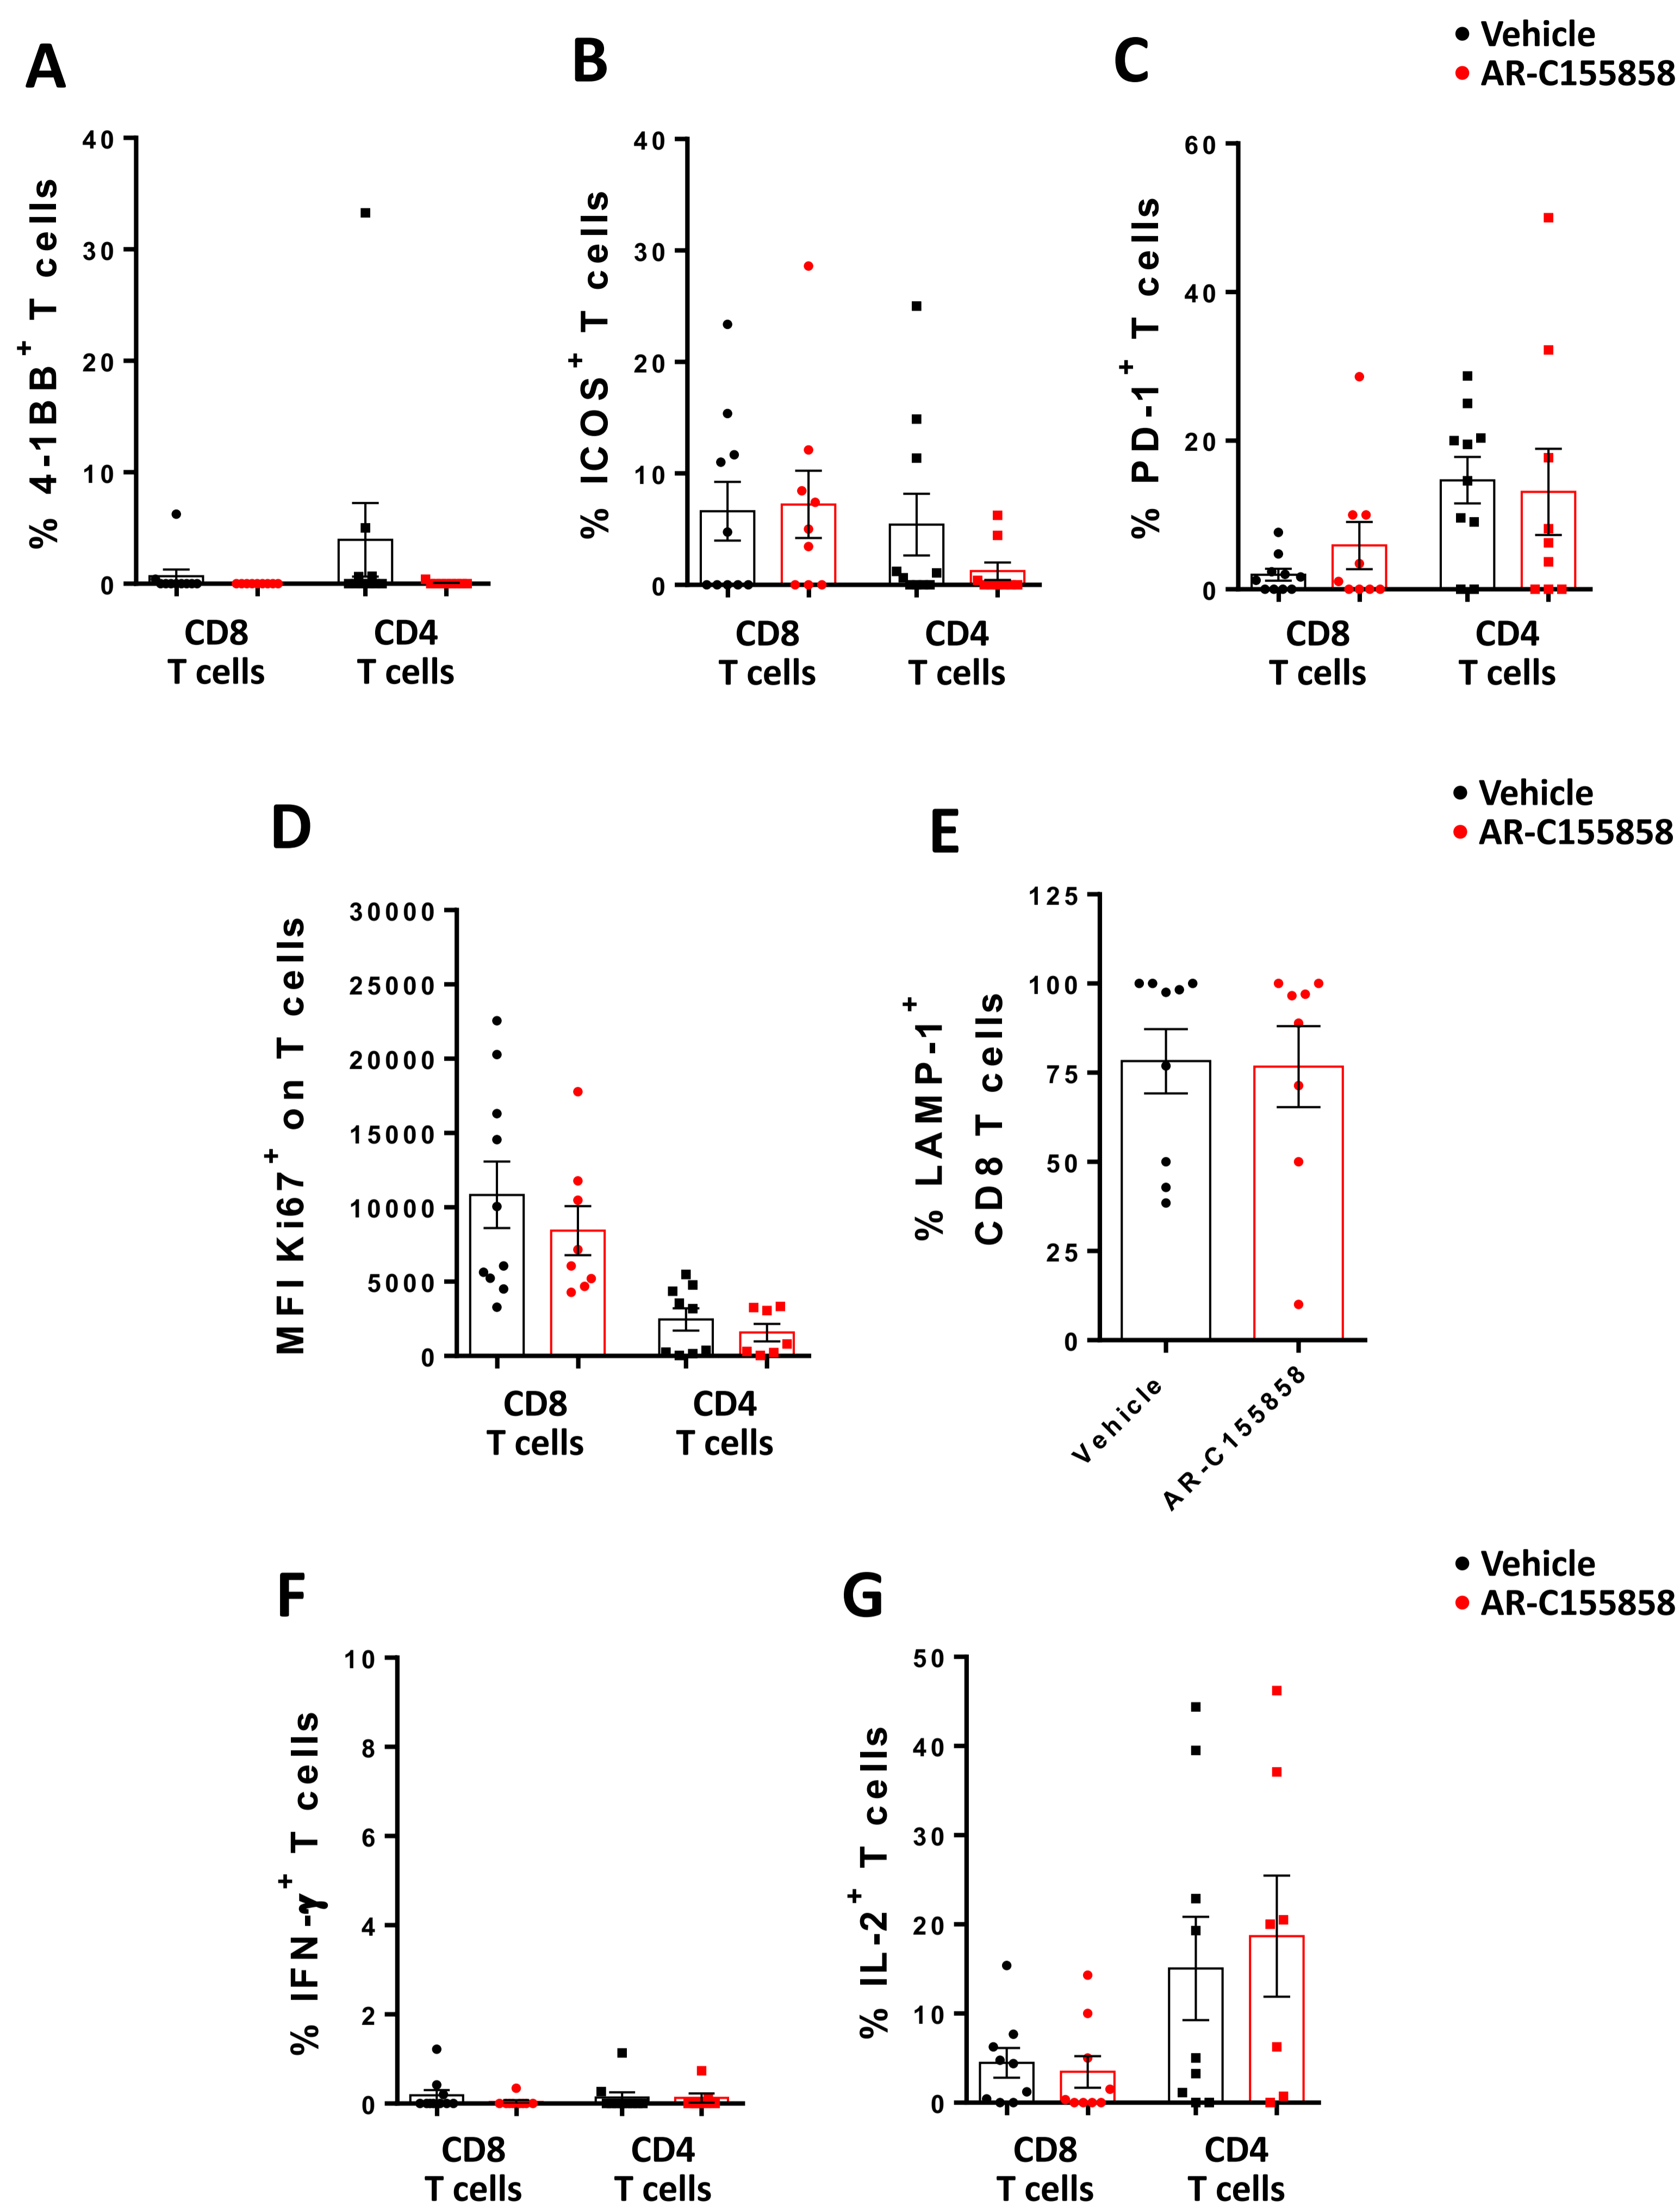 Vehicle
AR-C155858
A
B
C
% 4-1BB+ T cells
40
30
20
10
0
CD8
T cells
CD4
T cells
% ICOS+ T cells
40
30
20
10
0
CD8
T cells
CD4
T cells
% PD-1+ T cells
60
40
20
0
CD8
T cells
CD4
T cells
Vehicle
AR-C155858
D
E
MFI Ki67+ on T cells
30000
25000
20000
15000
10000
5000
0
CD8
T cells
CD4
T cells
% LAMP-1+
CD8 T cells
125
100
75
50
25
0
Vehicle
AR-C155858
Vehicle
AR-C155858
F
G
% IFN-γ+ T cells
10
8
6
4
2
0
CD8
T cells
CD4
T cells
% IL-2+ T cells
50
40
30
20
10
0
CD8
T cells
CD4
T cells